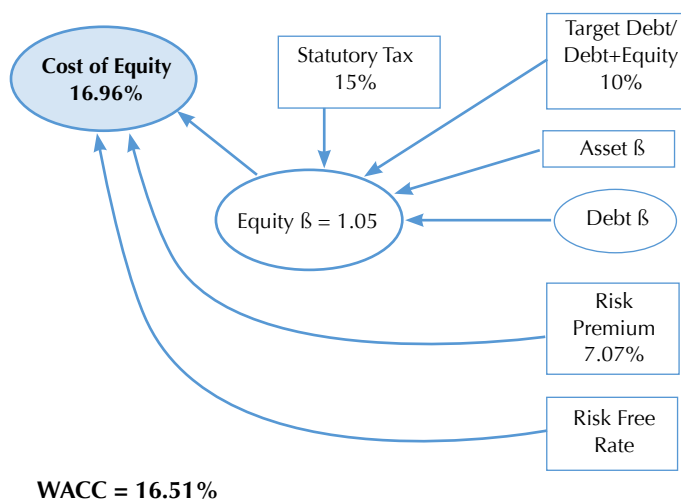 Cost of Equity
16.96%
Statutory Tax
15%
Target Debt/
Debt+Equity
10%
Asset ß
Equity ß = 1.05
Debt ß
Risk
Premium
7.07%
Risk Free
Rate
WACC = 16.51%